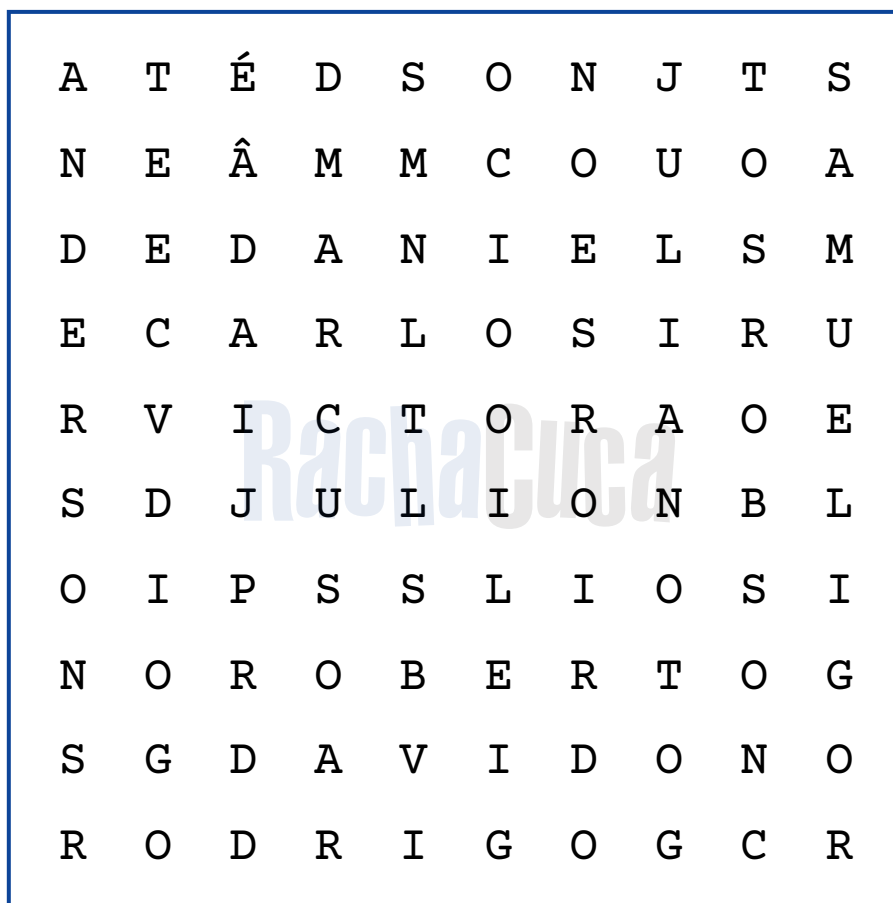 A T É D S O N J T S
N E Â M M C O U O A
D E D A N I E L S M
E C A R L O S I R U
R V I C T O R A O E
S D J U L I O N B L
O I P S S L I O S I
N O R O B E R T O G
S G D A V I D O N O
R O D R I G O G C R
RachaCuca